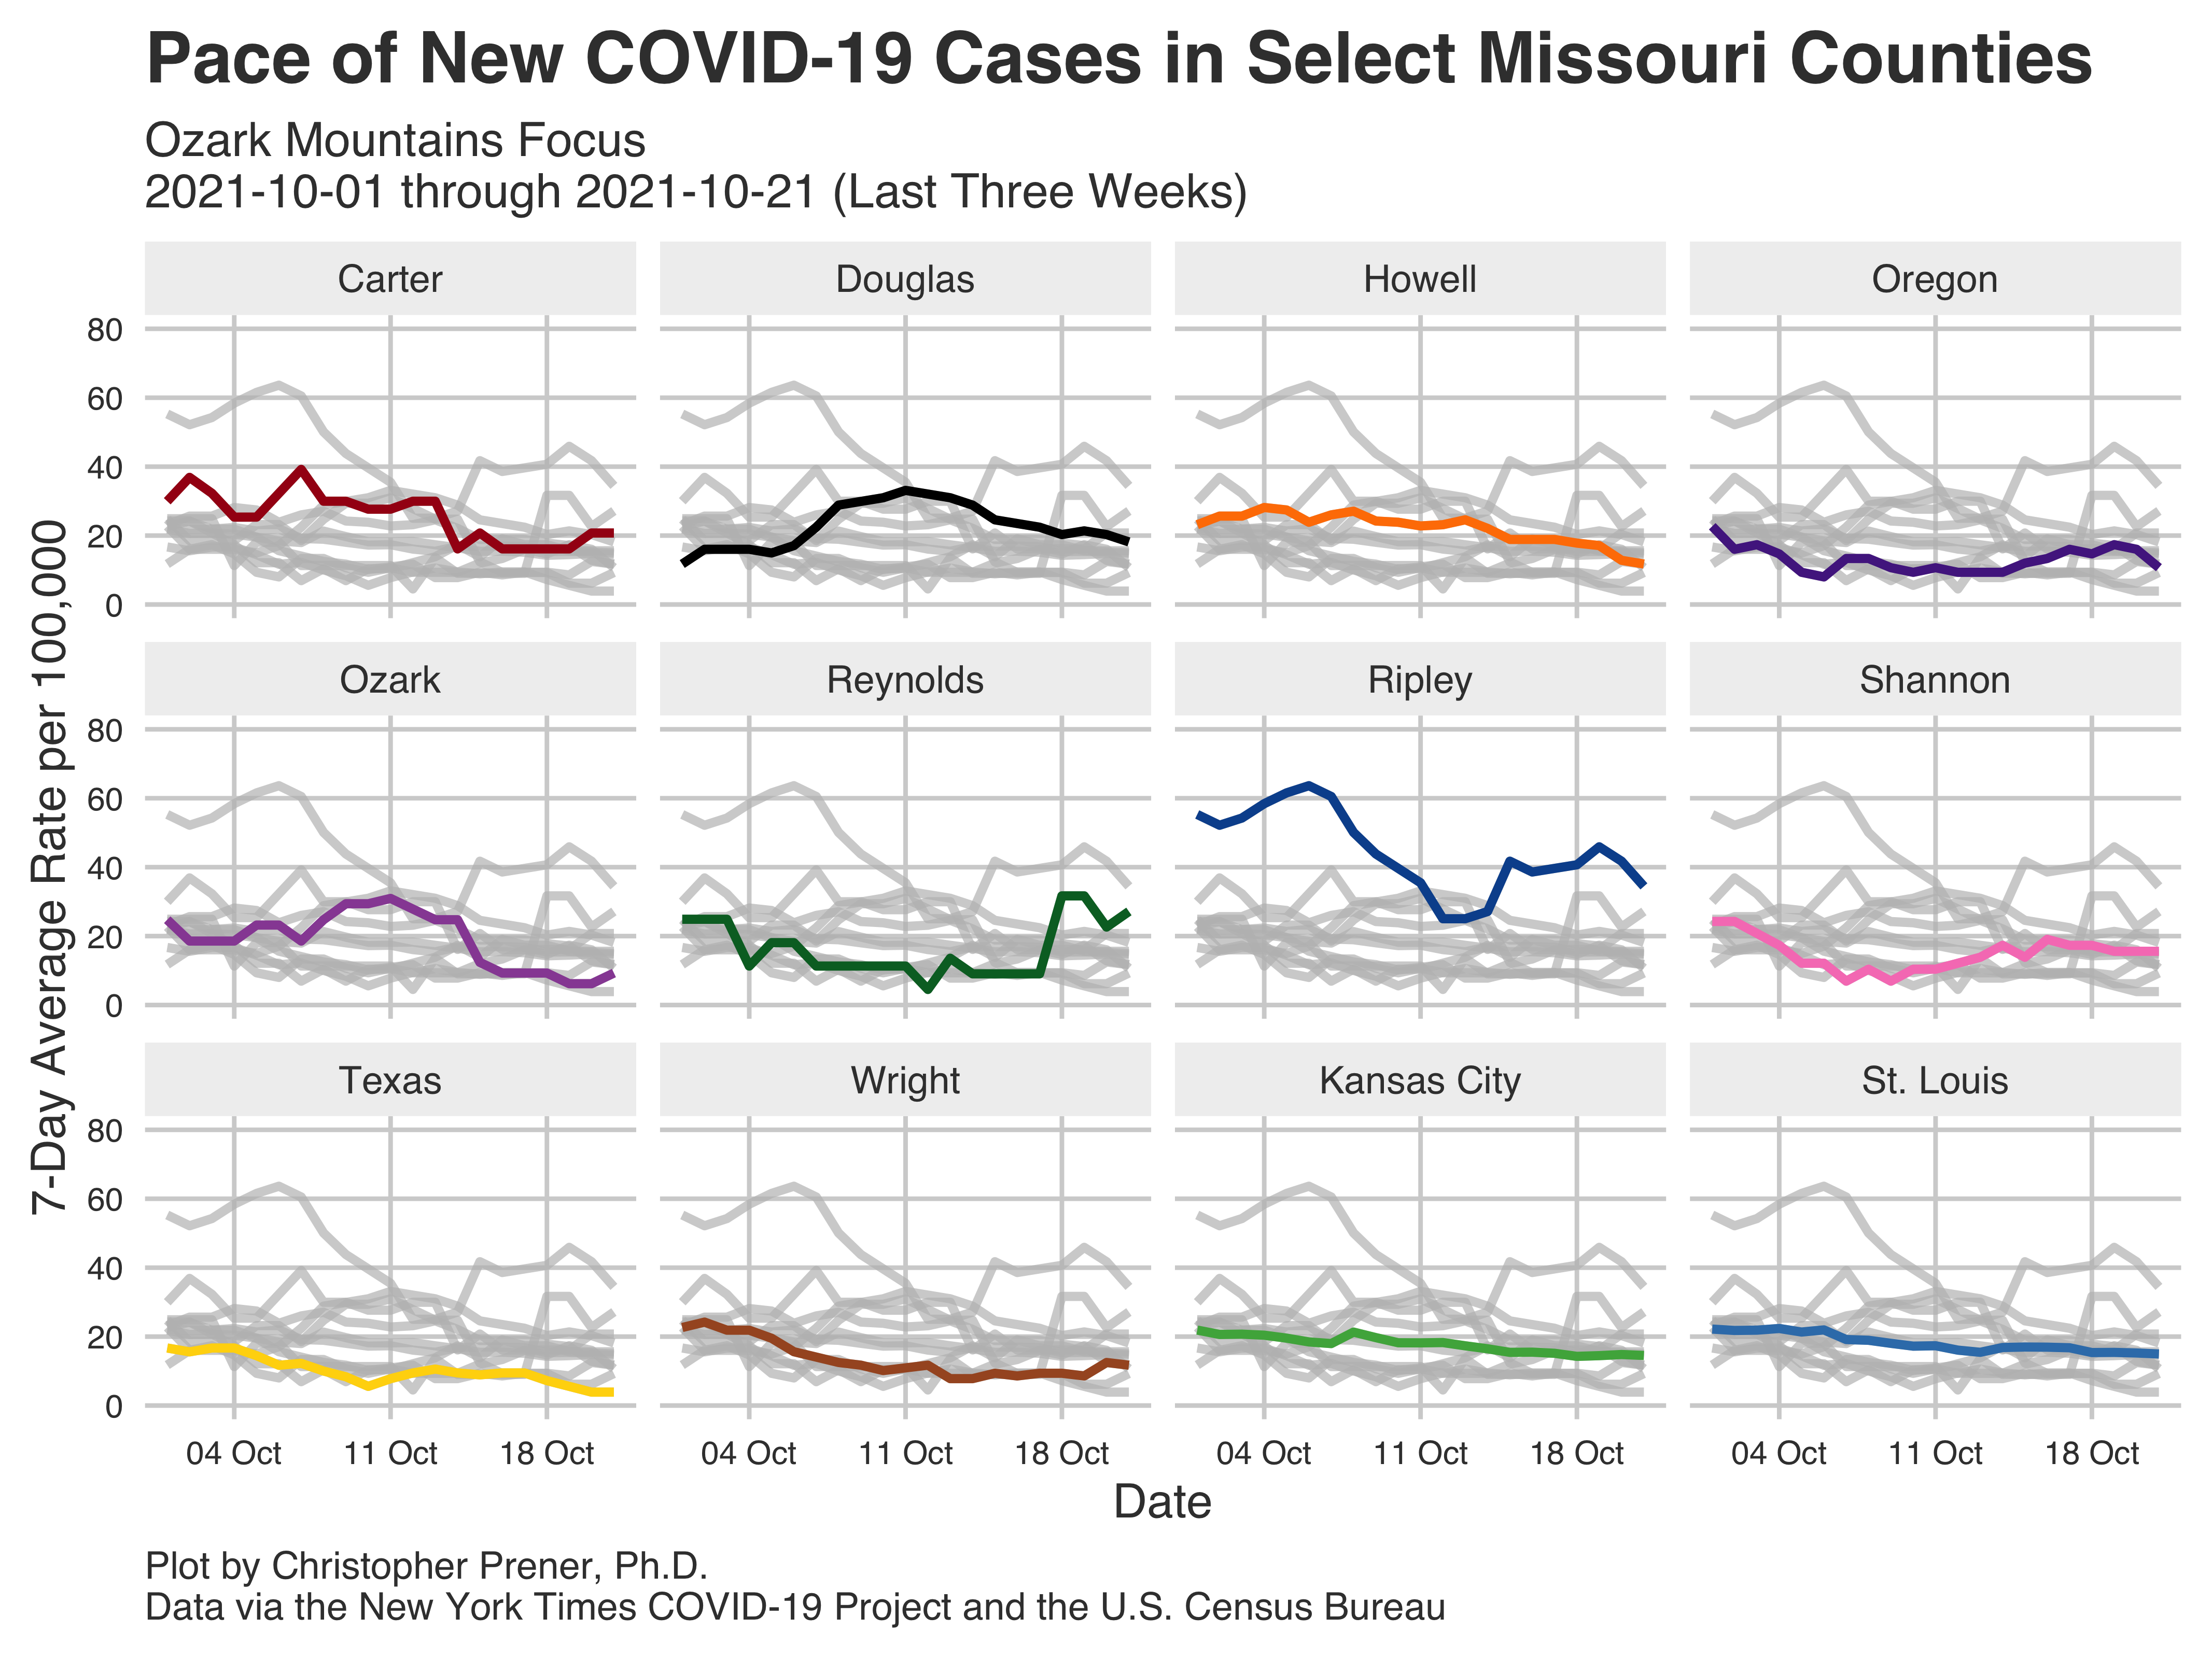 Pace of New COVID-19 Cases in Select Missouri Counties
Ozark Mountains Focus
2021-10-01 through 2021-10-21 (Last Three Weeks)
7-Day Average Rate per 100,000
Carter
Douglas
Howell
Oregon
80
60
40
20
0
Ozark
Reynolds
Ripley
Shannon
80
60
40
20
0
Texas
Wright
Kansas City
St. Louis
80
60
40
20
0
04 Oct 11 Oct 18 Oct
04 Oct 11 Oct 18 Oct
04 Oct 11 Oct 18 Oct
04 Oct 11 Oct 18 Oct
Date
Plot by Christopher Prener, Ph.D.
Data via the New York Times COVID-19 Project and the U.S. Census Bureau